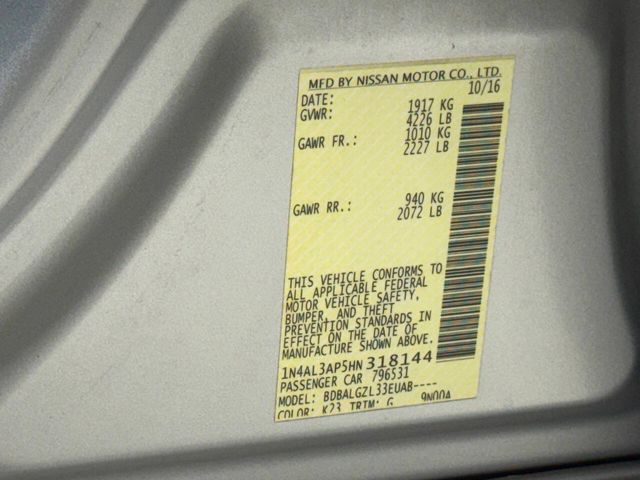 MFD BY NISSAN MOTOR CO., LTD.
DATE: 10/16
GVWR: 1917 KG
4226 LB
GAWR FR.: 1010 KG
2227 LB
GAWR RR.: 940 KG
2072 LB
THIS VEHICLE CONFORMS TO
ALL APPLICABLE FEDERAL
MOTOR VEHICLE SAFETY,
BUMPER, AND THEFT
PREVENTION STANDARDS IN
EFFECT ON THE DATE OF
MANUFACTURE SHOWN ABOVE.
1N4AL3AP5HN318144
PASSENGER CAR 796531
MODEL: BDBALGZL33EUAB----
COLOR: K23 TRIM: G 9N00A